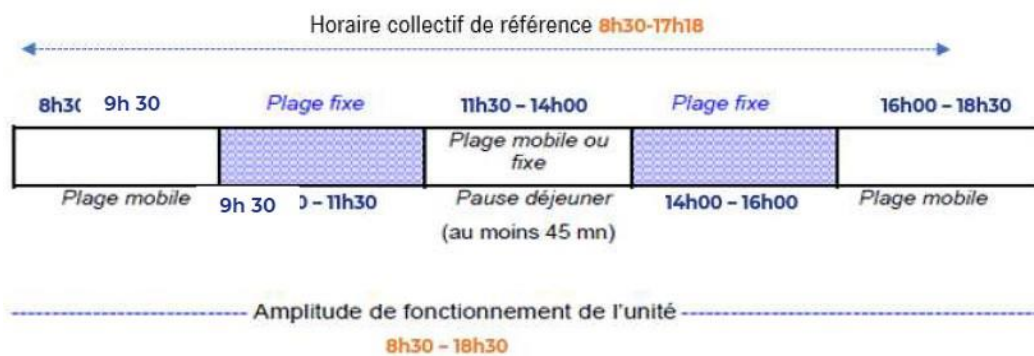 Horaire collectif de référence 8h30-17h18
8h30 9h 30 Plage fixe 11h30 – 14h00 Plage fixe 16h00 – 18h30
Plage mobile ou
fixe
Plage mobile 9h 30 – 11h30 Pause déjeuner 14h00 – 16h00 Plage mobile
(au moins 45 mn)
Amplitude de fonctionnement de l'unité
8h30 – 18h30